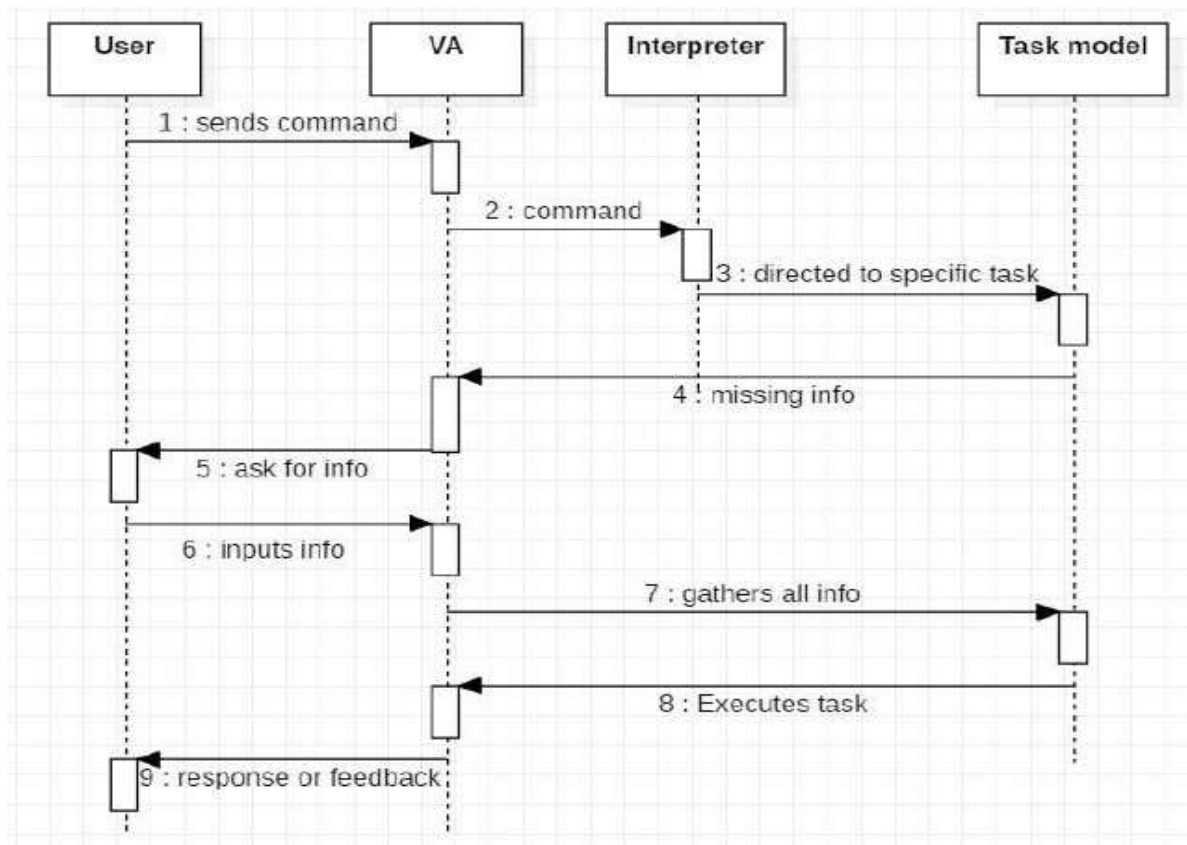 User
VA
Interpreter
Task model
1 : sends command
2 : command
3 : directed to specific task
4 : missing info
5 : ask for info
6 : inputs info
7 : gathers all info
8 : Executes task
9 : response or feedback